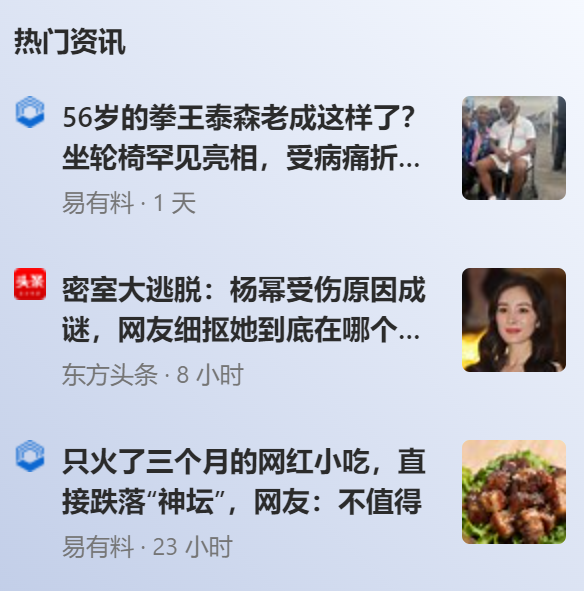 热门资讯
56岁的拳王泰森老成这样了?
坐轮椅罕见亮相，受病痛折...
易有料 · 1 天
头条
密室大逃脱：杨幂受伤原因成
谜，网友细抠她到底在哪个...
东方头条 · 8 小时
只火了三个月的网红小吃，直
接跌落“神坛”，网友：不值得
易有料 · 23 小时